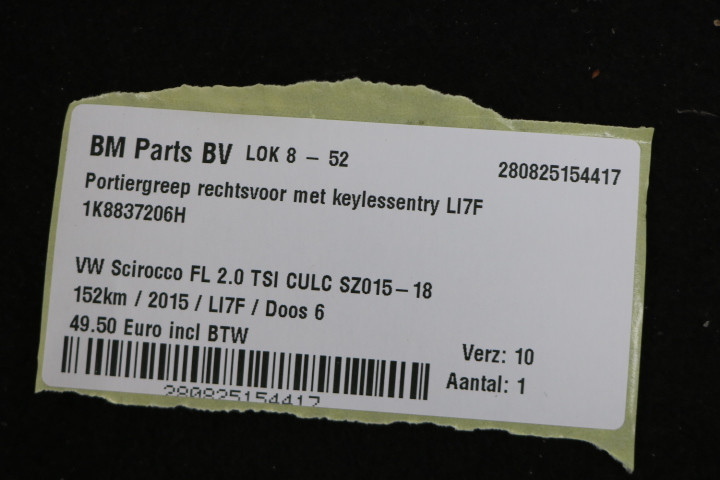 BM Parts BV LOK 8 - 52 280825154417
Portiergreep rechtsvoor met keylessentry LI7F
1K8837206H
VW Scirocco FL 2.0 TSI CULC SZ015-18
152km / 2015 / LI7F / Doos 6
49.50 Euro incl BTW
Verz: 10
Aantal: 1
280825154417